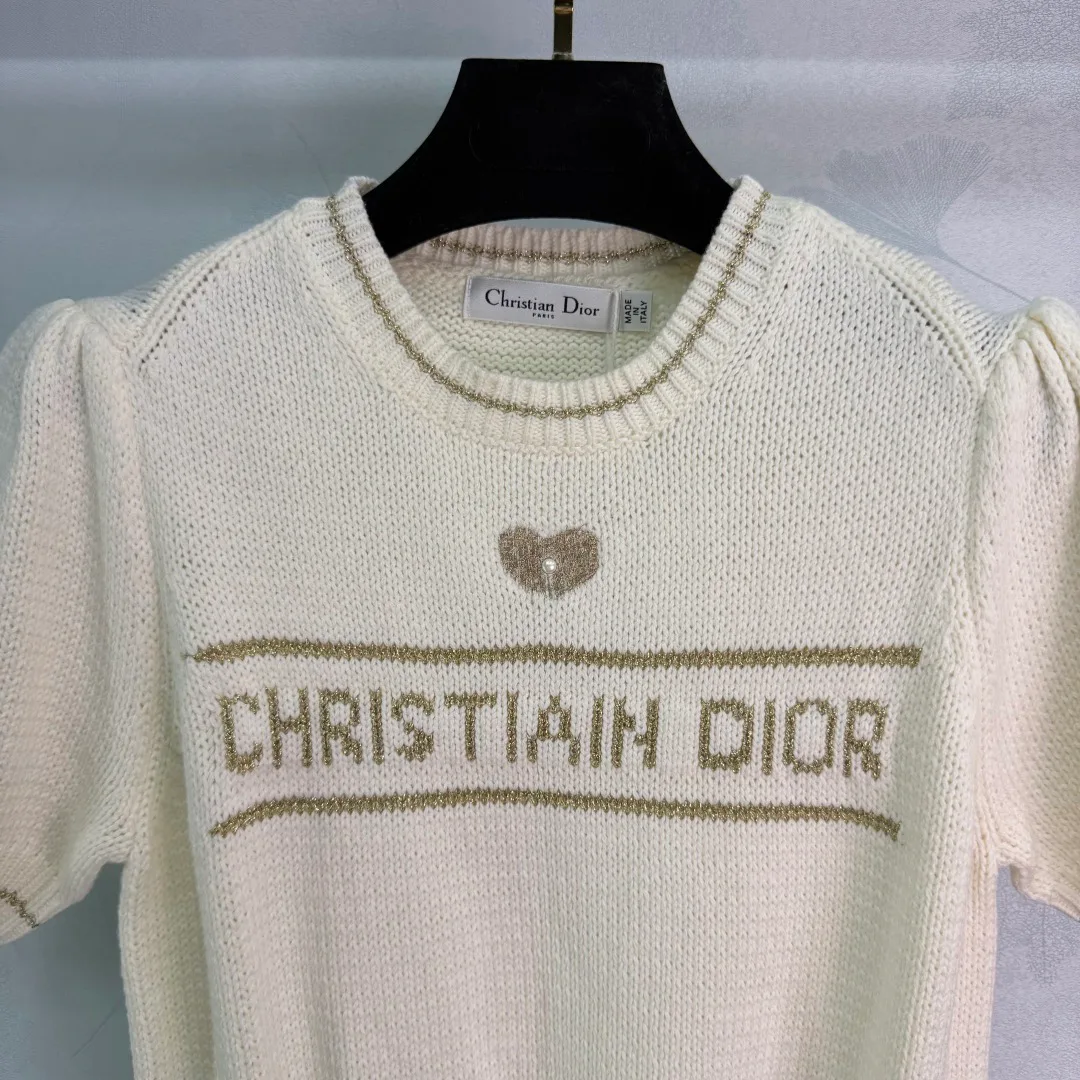 Christian Dior
PARIS
MADE
IN
ITALY
CHRISTIAIN DIOR